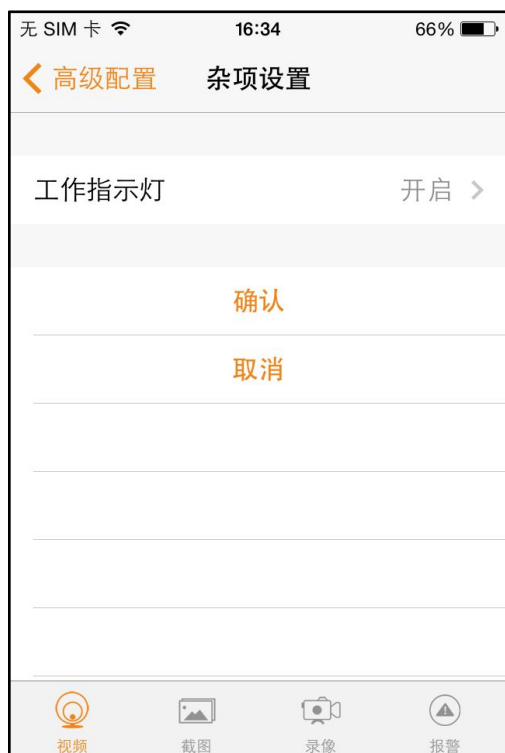 无 SIM 卡 16:34 66%
高级配置 杂项设置
工作指示灯 开启
确认
取消
视频 截图 录像 报警